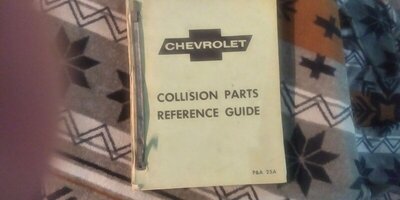 CHEVROLET
COLLISION PARTS
REFERENCE GUIDE
P&A 25A